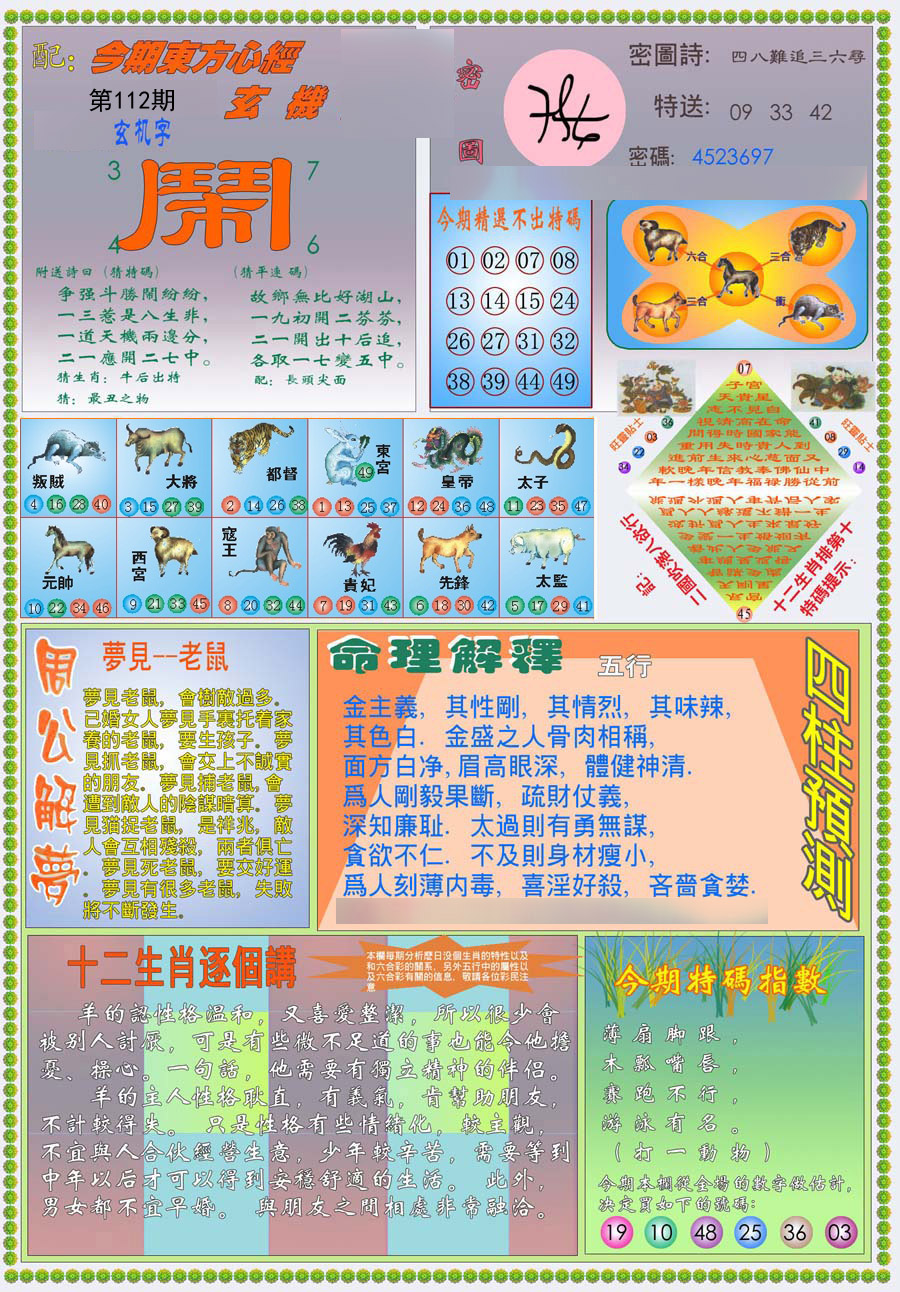 配:
今期東方心經
玄機
第112期
玄机字
3
7
鬧
4
6
附送詩曰(猜特碼)
争强斗勝鬧紛紛,
一三惹是八生非,
一道天機兩邊分,
二一應開二七中。
猜生肖:牛后出特
猜:最丑之物
(猜平連碼)
故鄉無比好湖山,
一九初開二芬芬,
二一開出十后追,
各取一七變五中。
配:長頭尖面
密圖
密圖詩: 四八難追三六尋
特送: 09 33 42
密碼: 4523697
今期精選不出特碼
01 02 07 08
13 14 15 24
26 27 31 32
38 39 44 49
六合
三合
三合
衝
叛賊
4 16 28 40
大將
3 15 27 39
都督
2 14 26 38
東宮
49
1 13 25 37
皇帝
12 24 36 48
太子
11 23 35 47
元帥
10 22 34 46
西宮
9 21 33 45
寇王
8 20 32 44
貴妃
7 19 31 43
先鋒
6 18 30 42
太監
5 17 29 41
07
子宮
天貴星
志不見自
視清高在命
間得時國家能
重用失時貴人到
進前心來生意又面
軟晚年信教奉佛仙中
年一樣晚年福禄勝從前
旺醫貼士
34 22 03 36
旺醫貼士
41 08 29 14
45
配:二國吹落人欲行
十二生肖排第十
特碼提示:
周公解夢
夢見--老鼠
夢見老鼠, 會樹敵過多.
已婚女人夢見手裏托着家
養的老鼠, 要生孩子. 夢
見抓老鼠, 會交上不誠實
的朋友. 夢見捕老鼠,會
遭到敵人的陰謀暗算. 夢
見猫捉老鼠, 是祥兆, 敵
人會互相殘殺, 兩者俱亡
. 夢見死老鼠, 要交好運
. 夢見有很多老鼠, 失敗
將不斷發生.
命理解釋
五行
金主義, 其性剛, 其情烈, 其味辣,
其色白. 金盛之人骨肉相稱,
面方白净,眉高眼深, 體健神清.
爲人剛毅果斷, 疏財仗義,
深知廉耻. 太過則有勇無謀,
貪欲不仁. 不及則身材瘦小,
爲人刻薄内毒, 喜淫好殺, 吝嗇貪婪.
四柱預測
十二生肖逐個講
本欄每期分析麽日没個生肖的特性以及
和六合彩的關系, 另外五行中的屬性以
及六合彩有關的信息. 敬請各位彩民注
意
羊的認性格温和, 又喜愛整潔, 所以很少會
被别人討厭, 可是有些微不足道的事也能令他擔
憂、操心。一句話, 他需要有獨立精神的伴侣。
羊的主人性格耿直, 有義氣, 肯幫助朋友,
不計較得失。 只是性格有些情緒化, 較主觀,
不宜與人合伙經營生意, 少年較辛苦, 需要等到
中年以后才可以得到安穩舒適的生活。 此外,
男女都不宜早婚。 與朋友之間相處非常融洽。
今期特碼指數
薄扇脚跟,
木瓢嘴唇,
賽跑不行,
游泳有名。
(打一動物)
今期本欄從全場的數字做估計,
决定買如下的號碼:
19 10 48 25 36 03